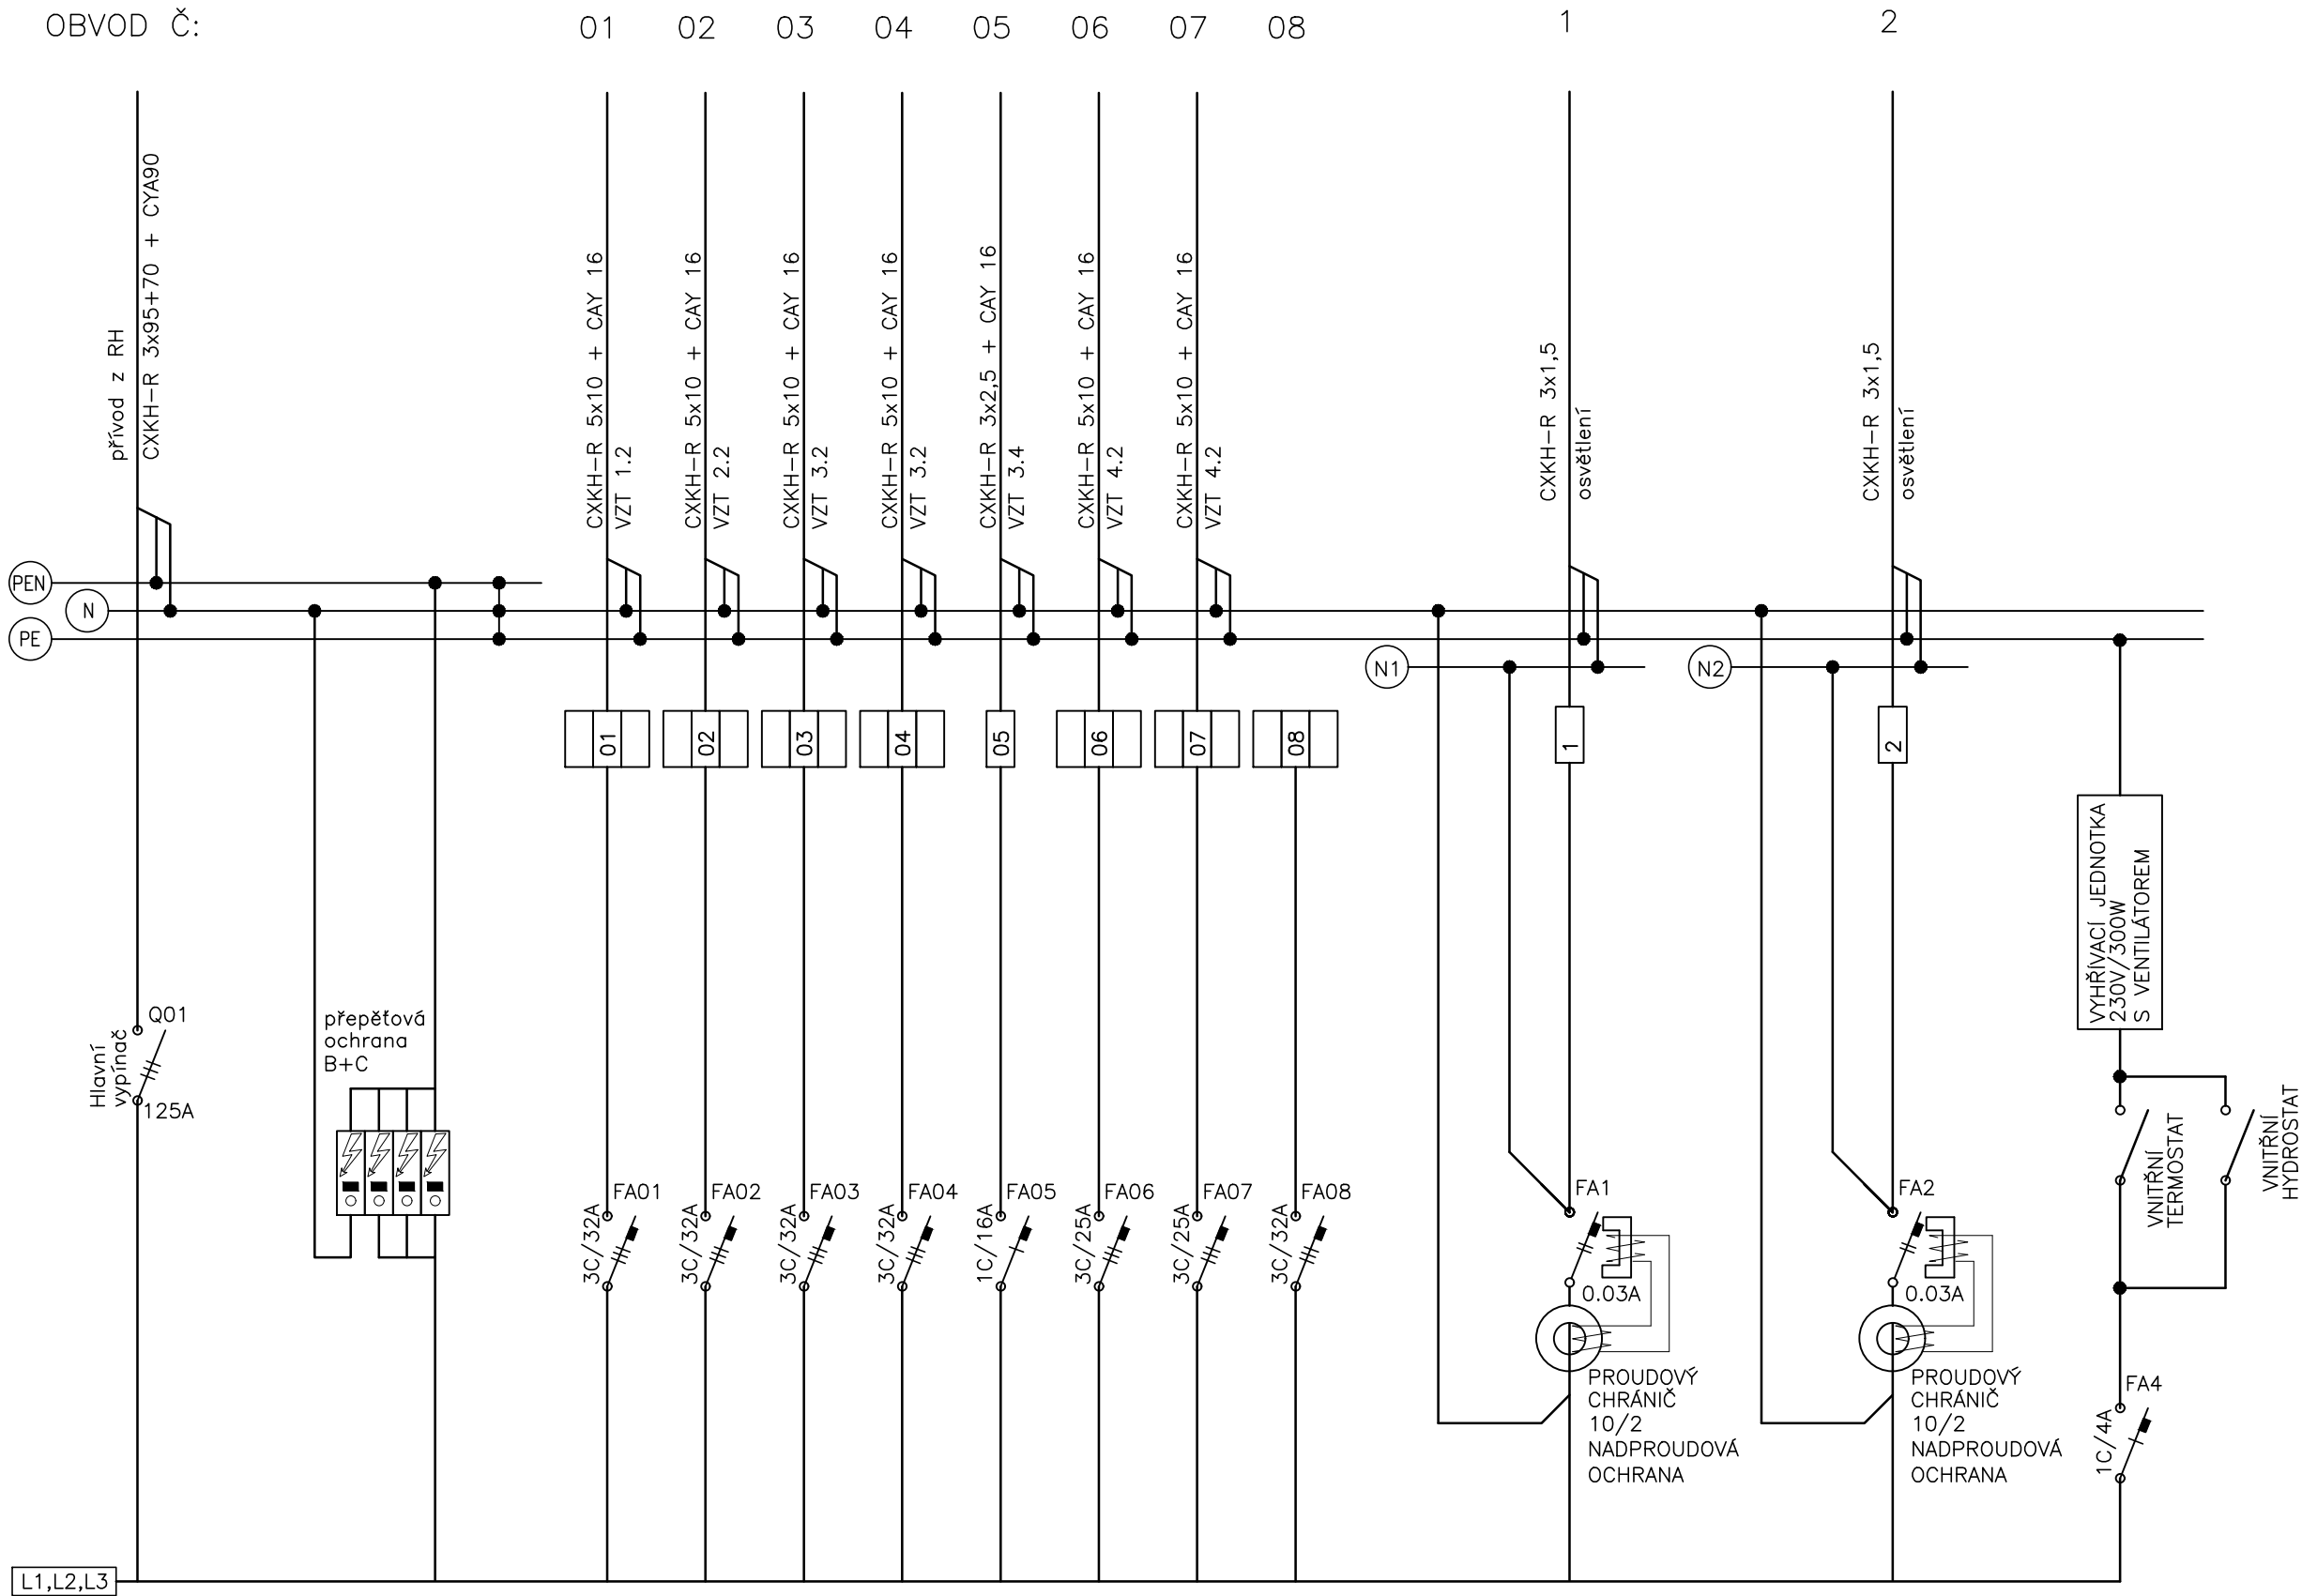 OBVOD Č:
01
02
03
04
05
06
07
08
1
2
přívod z RH
CXKH-R 3x95+70 + CYA90
CXKH-R 5x10 + CAY 16
VZT 1.2
CXKH-R 5x10 + CAY 16
VZT 2.2
CXKH-R 5x10 + CAY 16
VZT 3.2
CXKH-R 5x10 + CAY 16
VZT 3.2
CXKH-R 3x2,5 + CAY 16
VZT 3.4
CXKH-R 5x10 + CAY 16
VZT 4.2
CXKH-R 5x10 + CAY 16
VZT 4.2
CXKH-R 3x1,5
osvětlení
CXKH-R 3x1,5
osvětlení
PEN
N
PE
N1
N2
01
02
03
04
05
06
07
08
1
2
VYHŘÍVACÍ JEDNOTKA
230V/300W
S VENTILÁTOREM
Hlavní
vypínač
Q01
125A
přepěťová
ochrana
B+C
VNITŘNÍ
TERMOSTAT
VNITŘNÍ
HYDROSTAT
3C/32A
FA01
3C/32A
FA02
3C/32A
FA03
3C/32A
FA04
1C/16A
FA05
3C/25A
FA06
3C/25A
FA07
3C/32A
FA08
FA1
0.03A
PROUDOVÝ
CHRÁNIČ
10/2
NADPROUDOVÁ
OCHRANA
FA2
0.03A
PROUDOVÝ
CHRÁNIČ
10/2
NADPROUDOVÁ
OCHRANA
FA4
1C/4A
L1,L2,L3